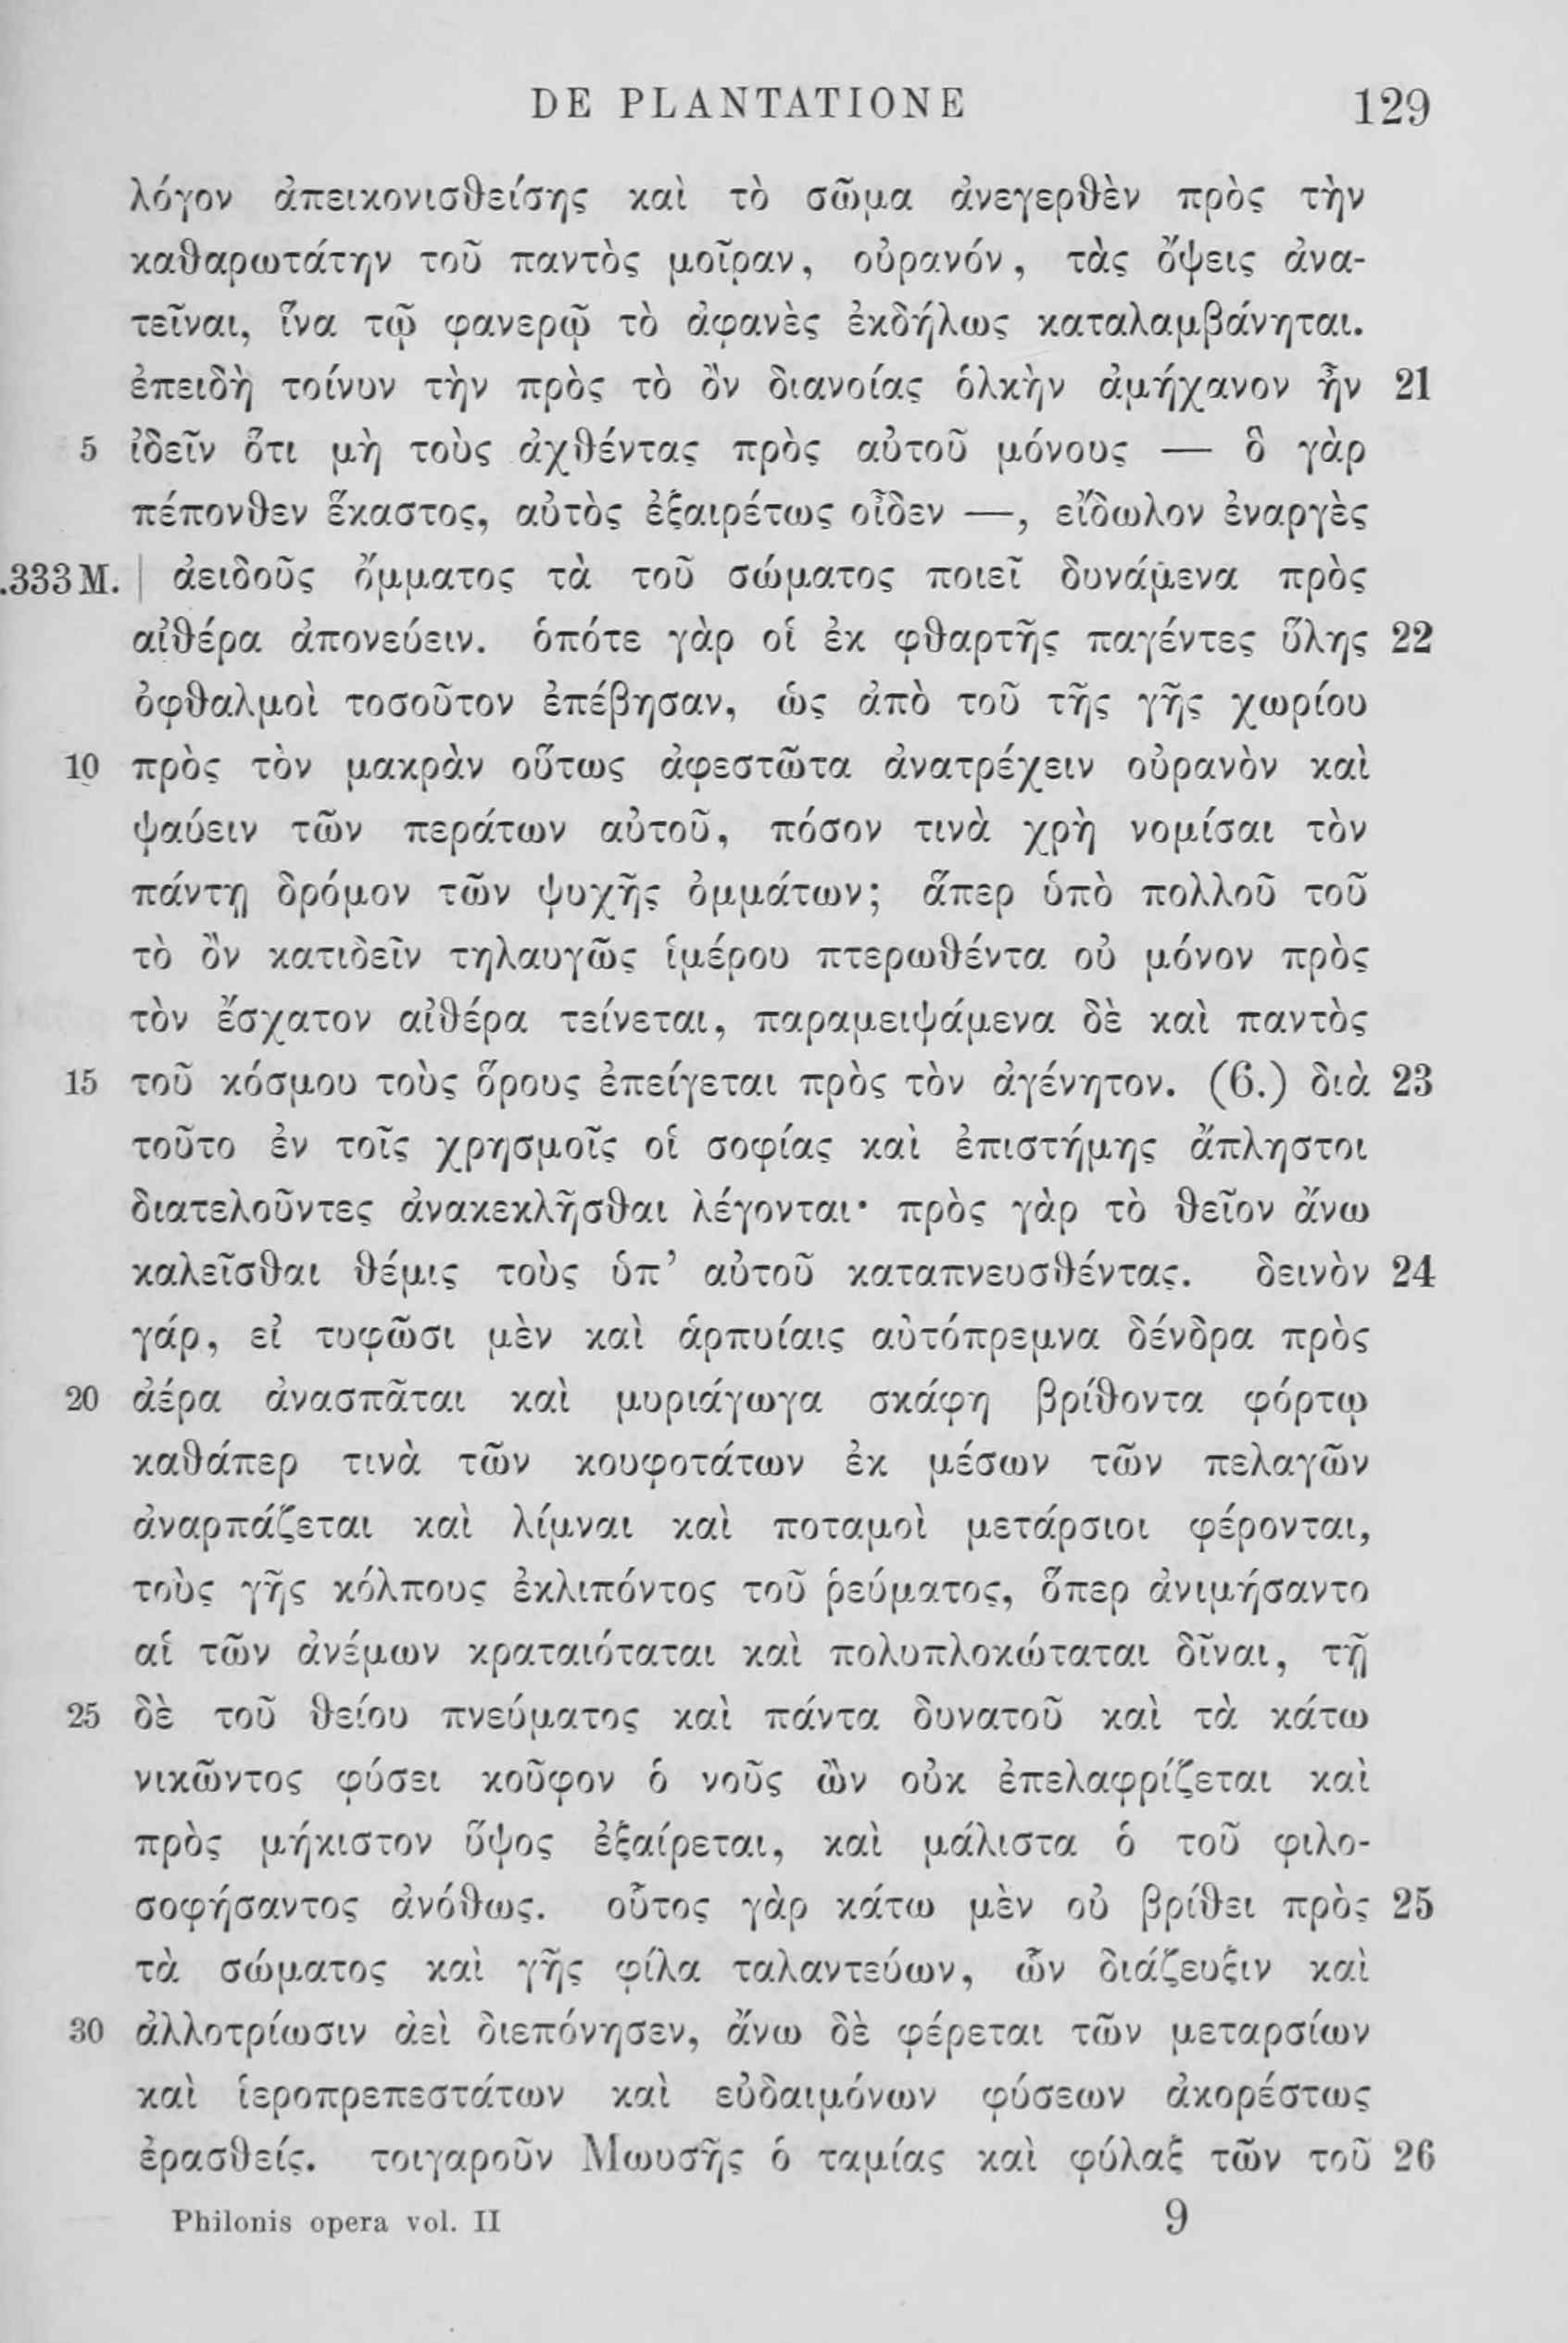 DE PLANTATIONE 129
λόγον ἀπεικονισθείσης καὶ τὸ σῶμα ἀνεγερθὲν πρὸς τὴν
καθαρωτάτην τοῦ παντὸς μοῖραν, οὐρανόν, τὰς ὄψεις ἀνα-
τεῖναι, ἵνα τῷ φανερῷ τὸ ἀφανὲς ἐκδήλως καταλαμβάνηται.
ἐπειδὴ τοίνυν τὴν πρὸς τὸ ὂν διανοίας ὁλκὴν ἀμήχανον ἦν 21
5 ἰδεῖν ὅτι μὴ τοὺς ἀχθέντας πρὸς αὐτοῦ μόνους — ὃ γὰρ
πέπονθεν ἕκαστος, αὐτὸς ἐξαιρέτως οἶδεν —, εἴδωλον ἐναργὲς
.333 M. | ἀειδοῦς ὄμματος τὰ τοῦ σώματος ποιεῖ δυνάμενα πρὸς
αἰθέρα ἀπονεύειν. ὁπότε γὰρ οἱ ἐκ φθαρτῆς παγέντες ὕλης 22
ὀφθαλμοὶ τοσοῦτον ἐπέβησαν, ὡς ἀπὸ τοῦ τῆς γῆς χωρίου
10 πρὸς τὸν μακρὰν οὕτως ἀφεστῶτα ἀνατρέχειν οὐρανὸν καὶ
ψαύειν τῶν περάτων αὐτοῦ, πόσον τινὰ χρὴ νομίσαι τὸν
πάντῃ δρόμον τῶν ψυχῆς ὀμμάτων; ἅπερ ὑπὸ πολλοῦ τοῦ
τὸ ὂν κατιδεῖν τηλαυγῶς ἱμέρου πτερωθέντα οὐ μόνον πρὸς
τὸν ἔσχατον αἰθέρα τείνεται, παραμειψάμενα δὲ καὶ παντὸς
15 τοῦ κόσμου τοὺς ὅρους ἐπείγεται πρὸς τὸν ἀγένητον. (6.) διὰ 23
τοῦτο ἐν τοῖς χρησμοῖς οἱ σοφίας καὶ ἐπιστήμης ἄπληστοι
διατελοῦντες ἀνακεκλῆσθαι λέγονται· πρὸς γὰρ τὸ θεῖον ἄνω
καλεῖσθαι θέμις τοὺς ὑπ’ αὐτοῦ καταπνευσθέντας. δεινὸν 24
γάρ, εἰ τυφῶσι μὲν καὶ ἁρπυίαις αὐτόπρεμνα δένδρα πρὸς
20 ἀέρα ἀνασπᾶται καὶ μυριάγωγα σκάφη βρίθοντα φόρτῳ
καθάπερ τινὰ τῶν κουφοτάτων ἐκ μέσων τῶν πελαγῶν
ἀναρπάζεται καὶ λίμναι καὶ ποταμοὶ μετάρσιοι φέρονται,
τοὺς γῆς κόλπους ἐκλιπόντος τοῦ ῥεύματος, ὅπερ ἀνιμήσαντο
αἱ τῶν ἀνέμων κραταιόταται καὶ πολυπλοκώταται δῖναι, τῇ
25 δὲ τοῦ θείου πνεύματος καὶ πάντα δυνατοῦ καὶ τὰ κάτω
νικῶντος φύσει κοῦφον ὁ νοῦς ὢν οὐκ ἐπελαφρίζεται καὶ
πρὸς μήκιστον ὕψος ἐξαίρεται, καὶ μάλιστα ὁ τοῦ φιλο-
σοφήσαντος ἀνόθως. οὗτος γὰρ κάτω μὲν οὐ βρίθει πρὸς 25
τὰ σώματος καὶ γῆς φίλα ταλαντεύων, ὧν διάζευξιν καὶ
30 ἀλλοτρίωσιν ἀεὶ διεπόνησεν, ἄνω δὲ φέρεται τῶν μεταρσίων
καὶ ἱεροπρεπεστάτων καὶ εὐδαιμόνων φύσεων ἀκορέστως
ἐρασθείς. τοιγαροῦν Μωυσῆς ὁ ταμίας καὶ φύλαξ τῶν τοῦ 26
Philonis opera vol. II 9